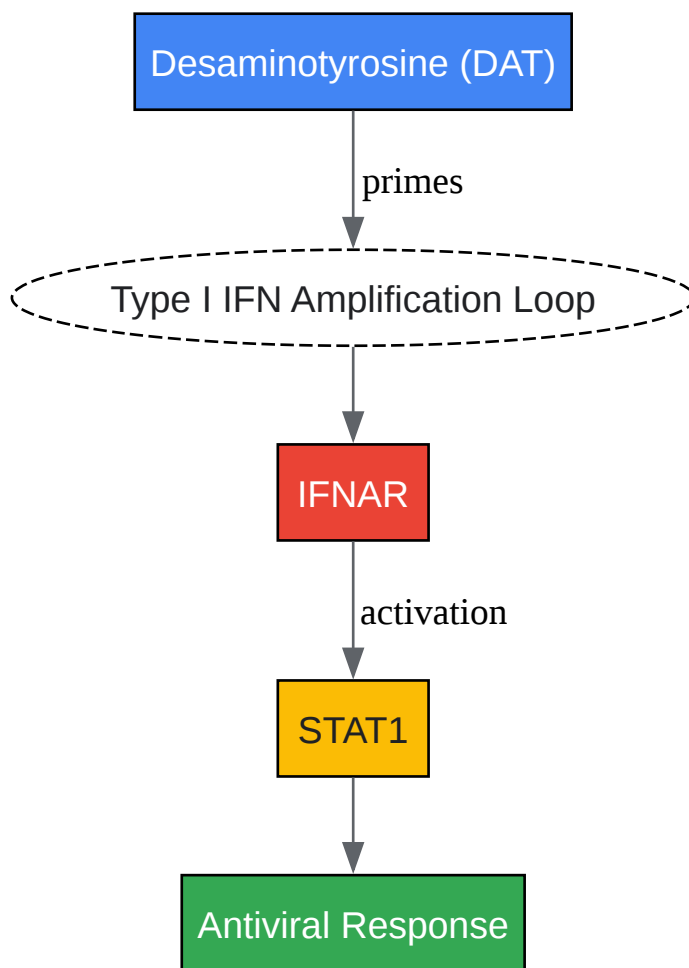 Desaminotyrosine (DAT)
primes
Type I IFN Amplification Loop
IFNAR
activation
STAT1
Antiviral Response